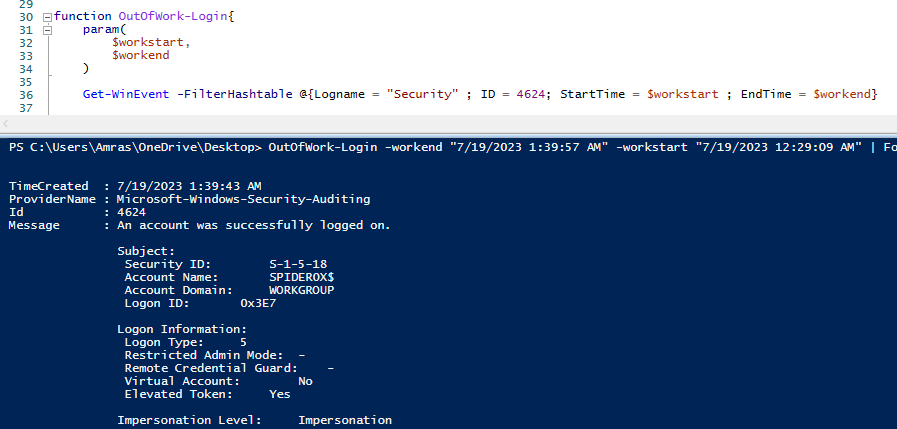 29
30 function OutOfWork-Login{
31 param(
32 $workstart,
33 $workend
34 )
35
36 Get-WinEvent -FilterHashtable @{Logname = "Security" ; ID = 4624; StartTime = $workstart ; EndTime = $workend}
37
PS C:\Users\Amras\OneDrive\Desktop> OutOfWork-Login -workend "7/19/2023 1:39:57 AM" -workstart "7/19/2023 12:29:09 AM" | Fo
TimeCreated : 7/19/2023 1:39:43 AM
ProviderName : Microsoft-Windows-Security-Auditing
Id : 4624
Message : An account was successfully logged on.
Subject:
Security ID: S-1-5-18
Account Name: SPIDEROX$
Account Domain: WORKGROUP
Logon ID: 0x3E7
Logon Information:
Logon Type: 5
Restricted Admin Mode: -
Remote Credential Guard: -
Virtual Account: No
Elevated Token: Yes
Impersonation Level: Impersonation